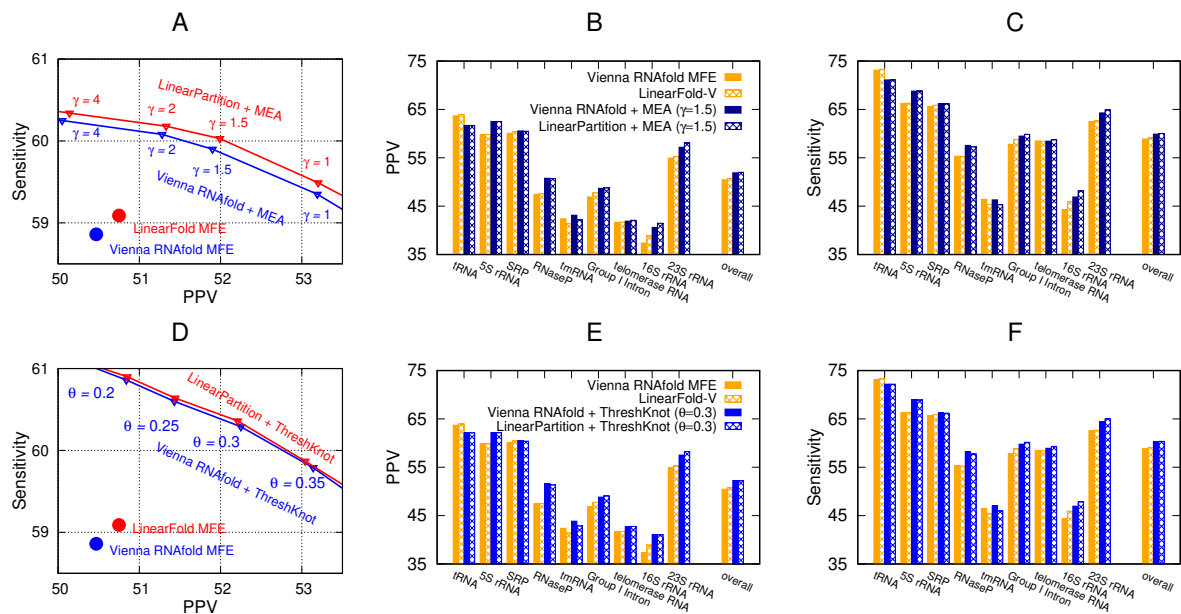 A
61
60
59
50
51
52
53
Sensitivity
PPV
γ = 4
γ = 2
γ = 1.5
γ = 1
LinearPartition + MEA
γ = 4
γ = 2
γ = 1.5
γ = 1
Vienna RNAfold + MEA
LinearFold MFE
Vienna RNAfold MFE
B
75
65
55
45
35
PPV
Vienna RNAfold MFE
LinearFold-V
Vienna RNAfold + MEA (γ=1.5)
LinearPartition + MEA (γ=1.5)
tRNA
5S rRNA
SRP
RNaseP
tmRNA
Group I Intron
telomerase RNA
16S rRNA
23S rRNA
overall
C
75
65
55
45
35
Sensitivity
tRNA
5S rRNA
SRP
RNaseP
tmRNA
Group I Intron
telomerase RNA
16S rRNA
23S rRNA
overall
D
61
60
59
50
51
52
53
Sensitivity
PPV
LinearPartition + ThreshKnot
θ = 0.2
θ = 0.25
θ = 0.3
θ = 0.35
Vienna RNAfold + ThreshKnot
LinearFold MFE
Vienna RNAfold MFE
E
75
65
55
45
35
PPV
Vienna RNAfold MFE
LinearFold-V
Vienna RNAfold + ThreshKnot (θ=0.3)
LinearPartition + ThreshKnot (θ=0.3)
tRNA
5S rRNA
SRP
RNaseP
tmRNA
Group I Intron
telomerase RNA
16S rRNA
23S rRNA
overall
F
75
65
55
45
35
Sensitivity
tRNA
5S rRNA
SRP
RNaseP
tmRNA
Group I Intron
telomerase RNA
16S rRNA
23S rRNA
overall